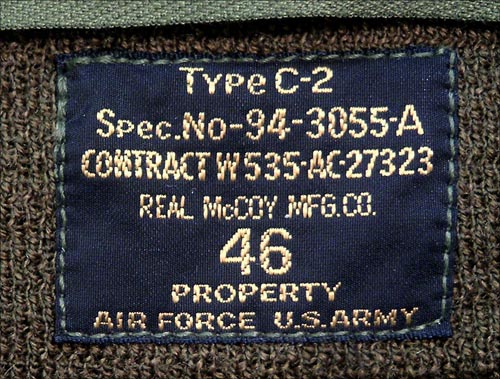 Type C-2
Spec.No-94-3055-A
CONTRACT W535-AC-27323
REAL McCOY MFG.CO.
46
PROPERTY
AIR FORCE U.S.ARMY